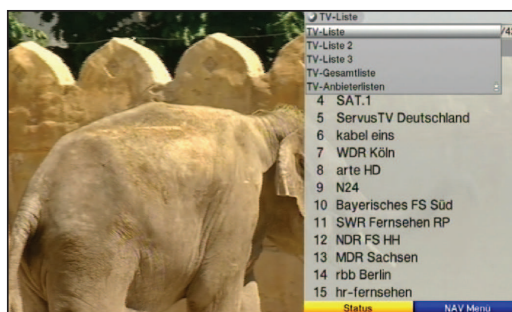 TV-Liste
TV-Liste
TV-Liste 2
TV-Liste 3
TV-Gesamtliste
TV-Anbieterlisten
4 SAT.1
5 ServusTV Deutschland
6 kabel eins
7 WDR Köln
8 arte HD
9 N24
10 Bayerisches FS Süd
11 SWR Fernsehen RP
12 NDR FS HH
13 MDR Sachsen
14 rbb Berlin
15 hr-fernsehen
Status NAV Menü